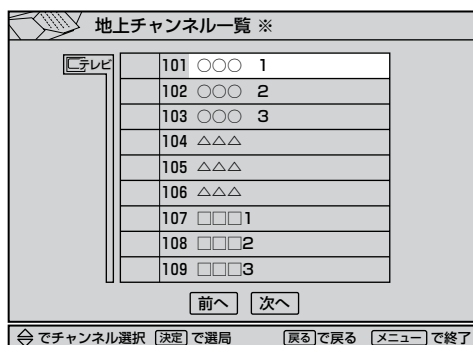 地上チャンネル一覧 ※
テレビ
101 ○○○ 1
102 ○○○ 2
103 ○○○ 3
104 △△△
105 △△△
106 △△△
107 □□□1
108 □□□2
109 □□□3
前へ 次へ
でチャンネル選択 決定 で選局 戻る で戻る メニュー で終了